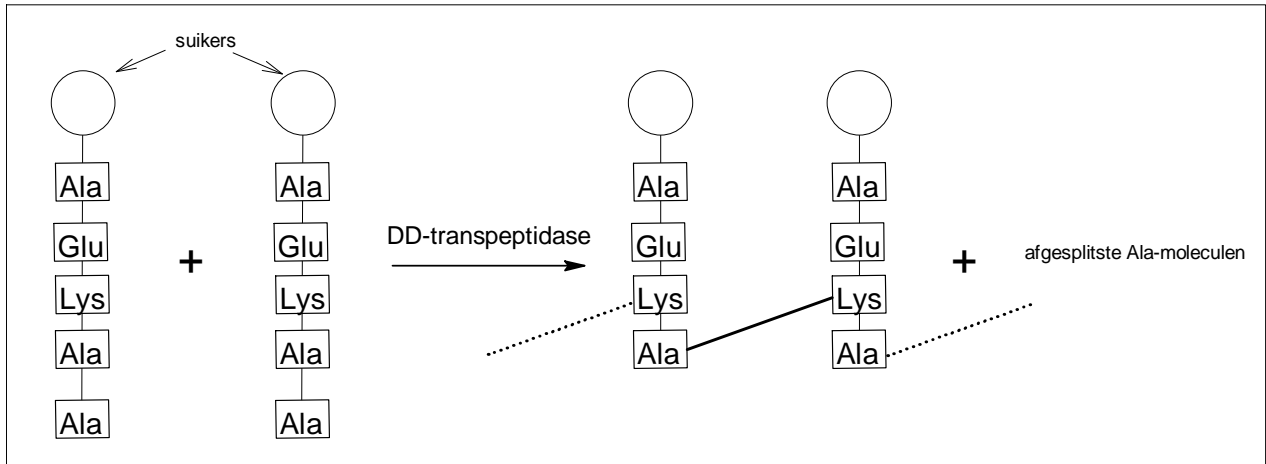 suikers
Ala Ala Ala Ala
Glu + Glu DD-transpeptidase Glu Glu + afgesplitste Ala-moleculen
Lys Lys Lys Lys
Ala Ala Ala Ala
Ala Ala